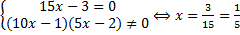 {15x − 3 = 0
{(10x − 1)(5x − 2) ≠ 0 ⇔ x = 3/15 = 1/5